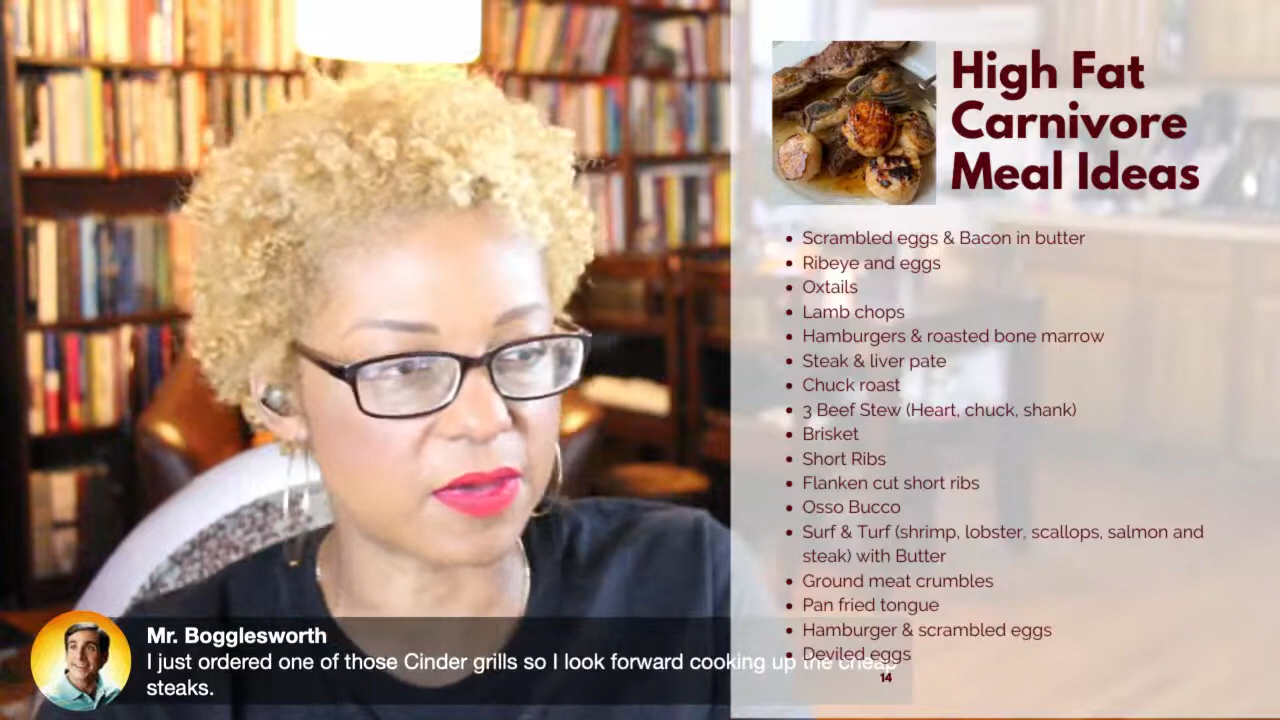 High Fat
Carnivore
Meal Ideas
• Scrambled eggs & Bacon in butter
• Ribeye and eggs
• Oxtails
• Lamb chops
• Hamburgers & roasted bone marrow
• Steak & liver pate
• Chuck roast
• 3 Beef Stew (Heart, chuck, shank)
• Brisket
• Short Ribs
• Flanken cut short ribs
• Osso Bucco
• Surf & Turf (shrimp, lobster, scallops, salmon and
steak) with Butter
• Ground meat crumbles
• Pan fried tongue
• Hamburger & scrambled eggs
• Deviled eggs
14
Mr. Bogglesworth
I just ordered one of those Cinder grills so I look forward cooking up the cheap
steaks.